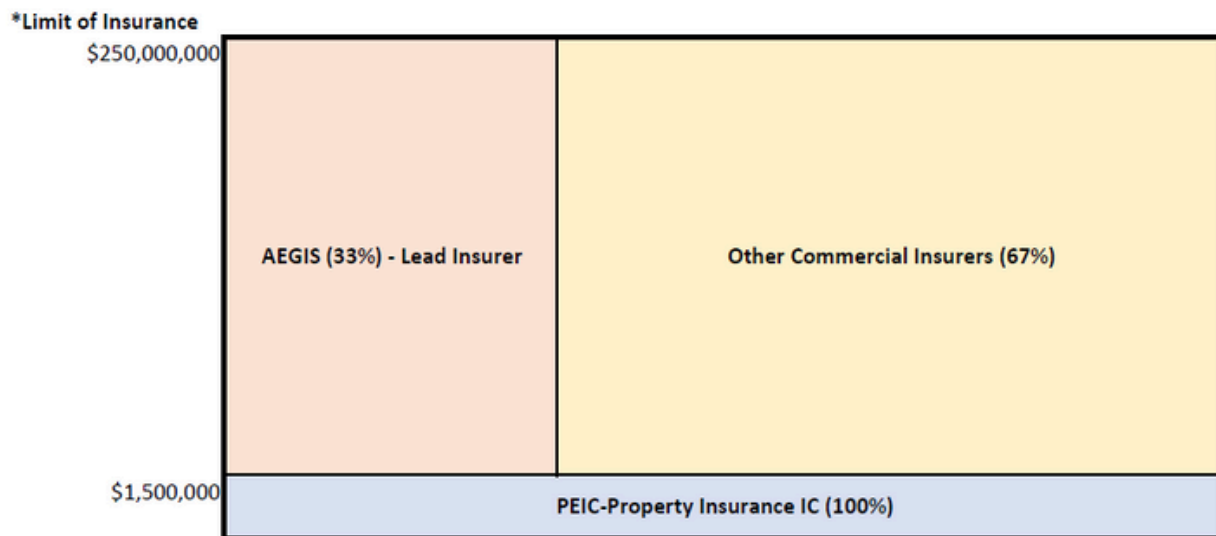 *Limit of Insurance
$250,000,000
AEGIS (33%) - Lead Insurer
Other Commercial Insurers (67%)
$1,500,000
PEIC-Property Insurance IC (100%)